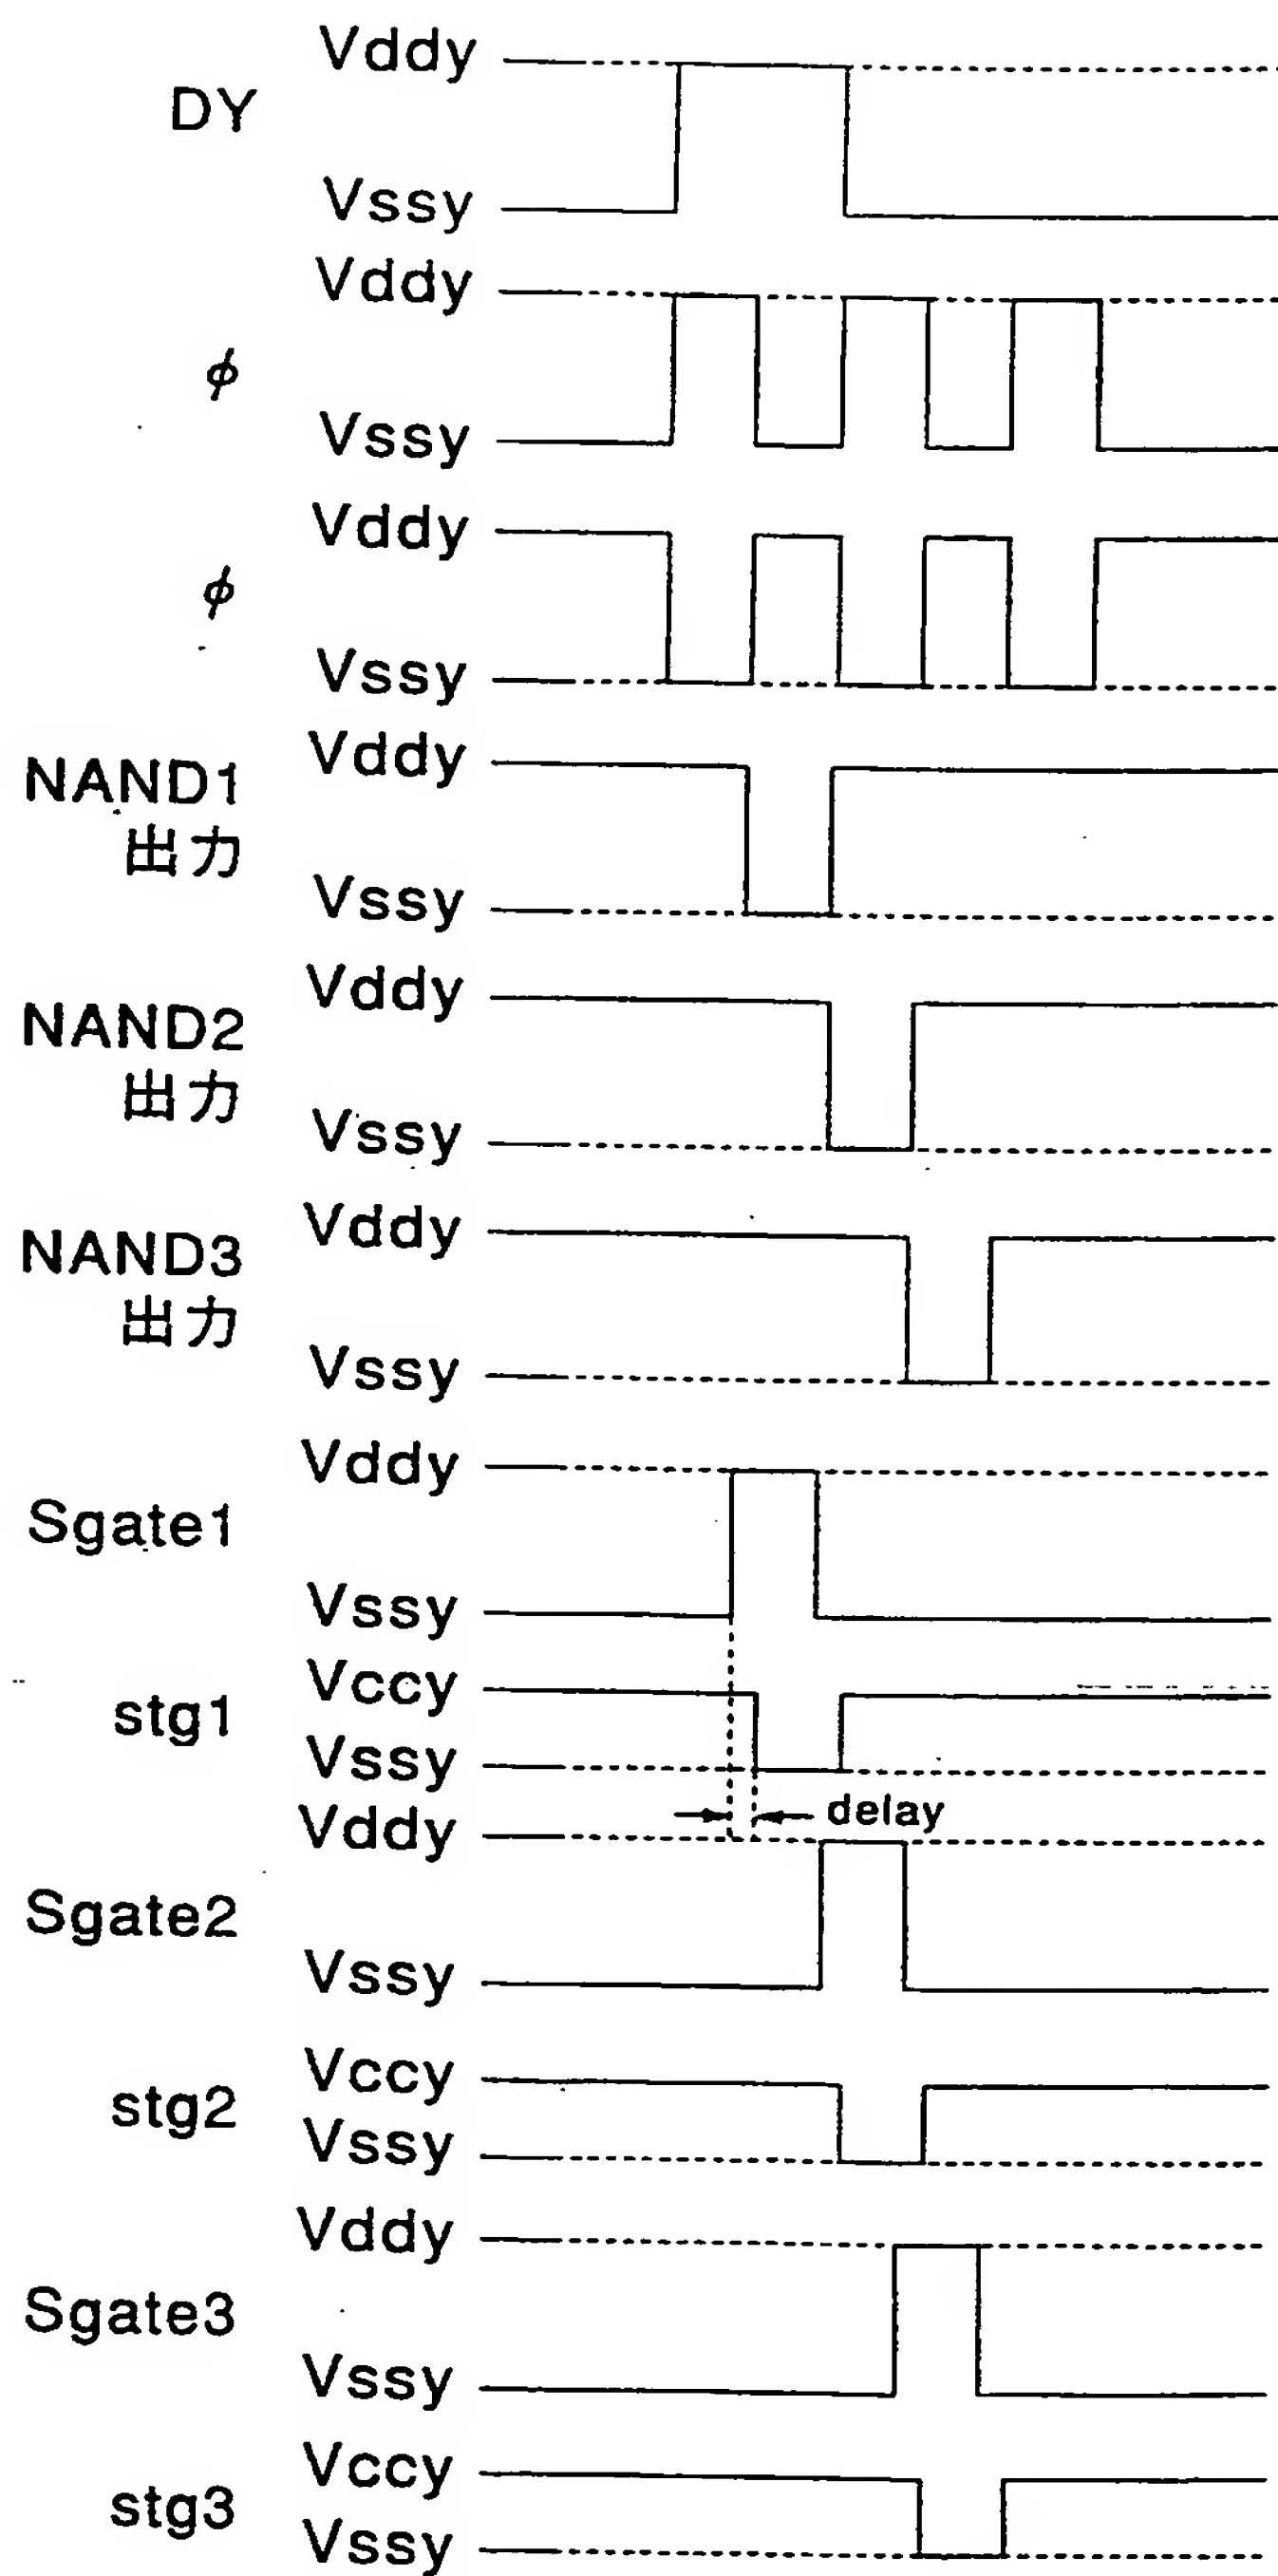 Vddy
DY
Vssy
Vddy
φ
Vssy
Vddy
φ
Vssy
Vddy
NAND1
出力
Vssy
Vddy
NAND2
出力
Vssy
Vddy
NAND3
出力
Vssy
Vddy
Sgate1
Vssy
Vccy
stg1
Vssy
delay
Vddy
Sgate2
Vssy
Vccy
stg2
Vssy
Vddy
Sgate3
Vssy
Vccy
stg3
Vssy